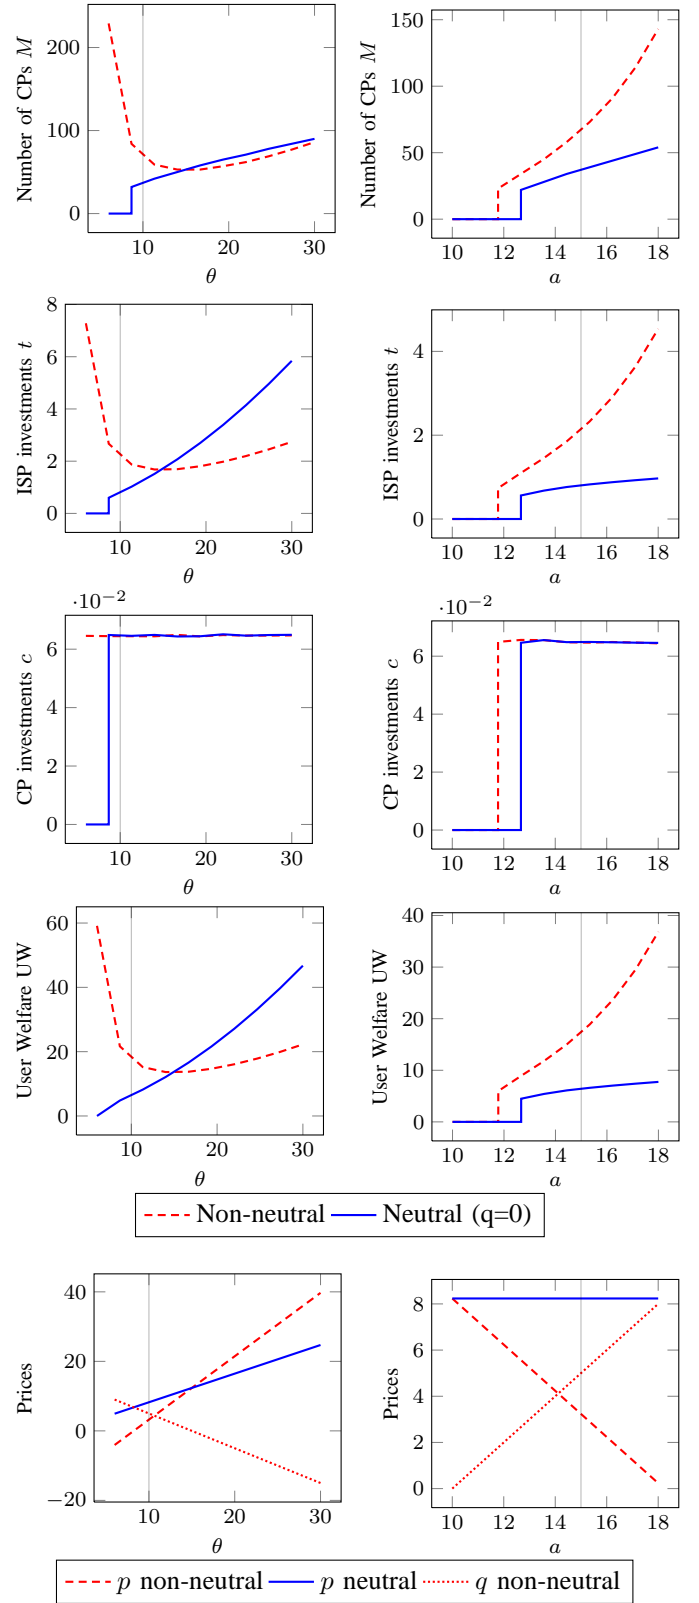 Number of CPs M
200
100
0
10 20 30
θ
Number of CPs M
150
100
50
0
10 12 14 16 18
a
ISP investments t
8
6
4
2
0
10 20 30
θ
ISP investments t
4
2
0
10 12 14 16 18
a
CP investments c
·10−2
6
4
2
0
10 20 30
θ
CP investments c
·10−2
6
4
2
0
10 12 14 16 18
a
User Welfare UW
60
40
20
0
10 20 30
θ
User Welfare UW
40
30
20
10
0
10 12 14 16 18
a
Non-neutral Neutral (q=0)
Prices
40
20
0
−20
10 20 30
θ
Prices
8
6
4
2
0
10 12 14 16 18
a
p non-neutral p neutral q non-neutral